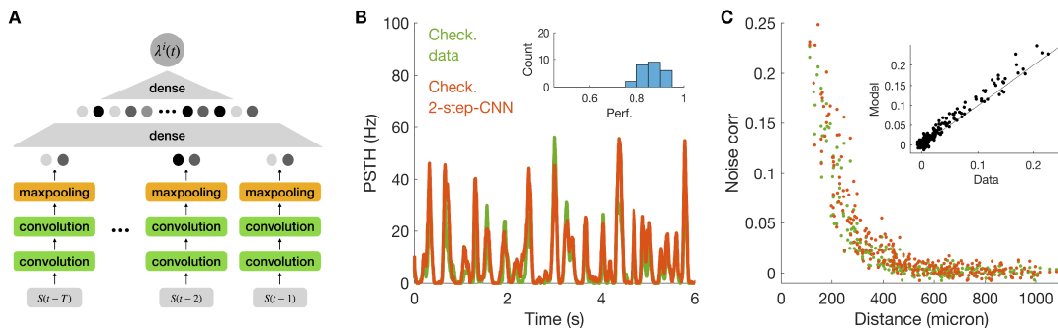 A
λⁱ(t)
dense
•••
dense
maxpooling
maxpooling
maxpooling
convolution
convolution
convolution
•••
convolution
convolution
convolution
S(t − T)
S(t − 2)
S(t − 1)
B
100
80
60
40
20
0
PSTH (Hz)
Check.
data
Check.
2-step-CNN
20
10
0
Count
0.6
0.8
1
Perf.
0
2
4
6
Time (s)
C
0.25
0.2
0.15
0.1
0.05
0
Noise corr
0.2
0.15
0.1
0.05
0
Model
0
0.1
0.2
Data
0
200
400
600
800
1000
Distance (micron)